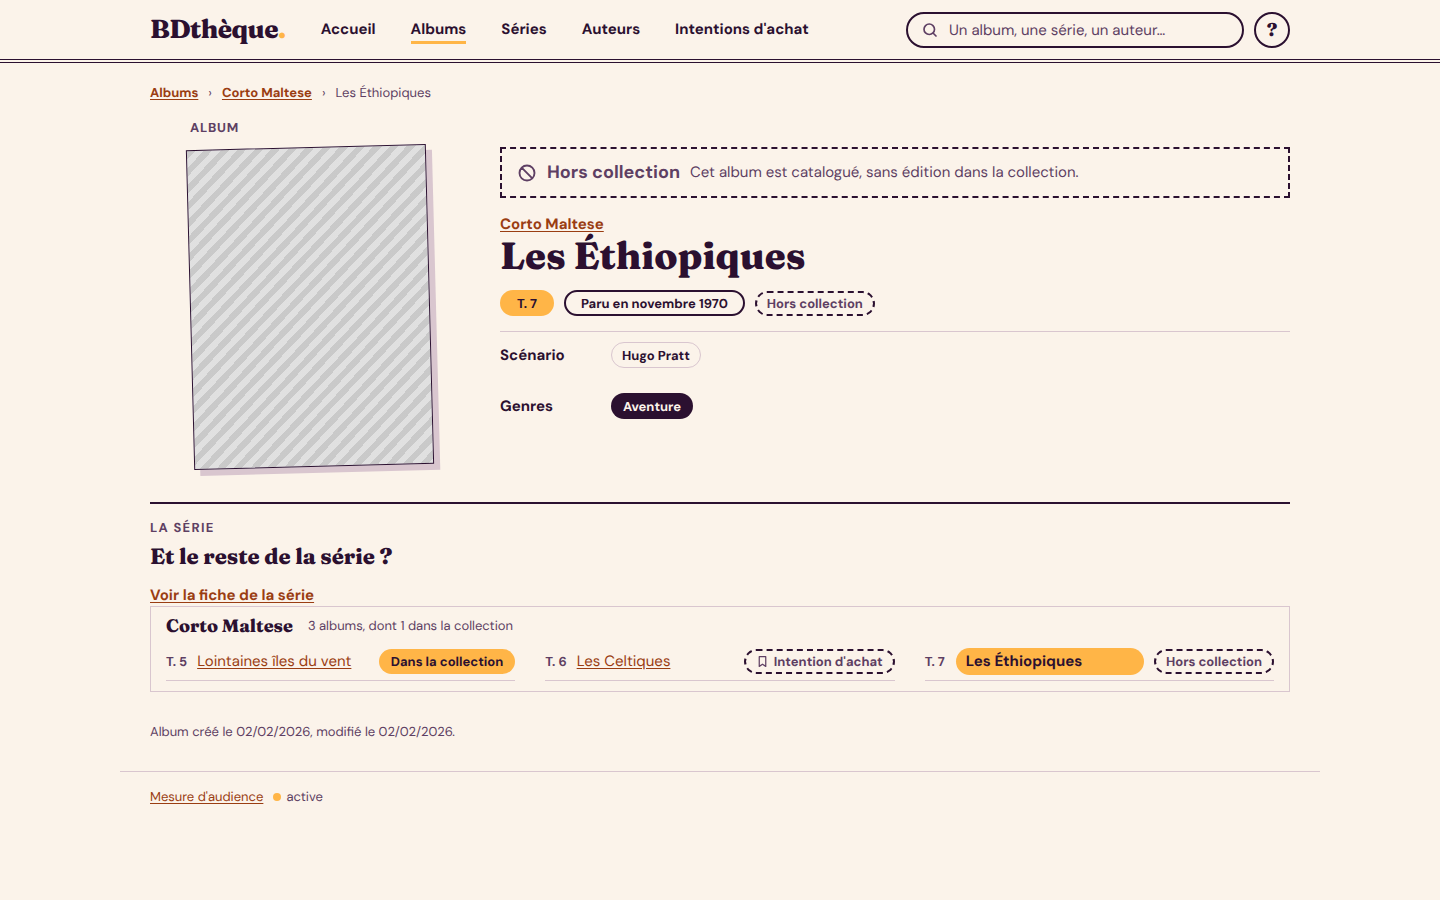 BDthèque.
Accueil
Albums
Séries
Auteurs
Intentions d'achat
Un album, une série, un auteur...
?
Albums › Corto Maltese › Les Éthiopiques
ALBUM
Hors collection Cet album est catalogué, sans édition dans la collection.
Corto Maltese
Les Éthiopiques
T. 7 Paru en novembre 1970 Hors collection
Scénario Hugo Pratt
Genres Aventure
LA SÉRIE
Et le reste de la série ?
Voir la fiche de la série
Corto Maltese 3 albums, dont 1 dans la collection
T. 5 Lointaines îles du vent Dans la collection
T. 6 Les Celtiques Intention d'achat
T. 7 Les Éthiopiques Hors collection
Album créé le 02/02/2026, modifié le 02/02/2026.
Mesure d'audience active